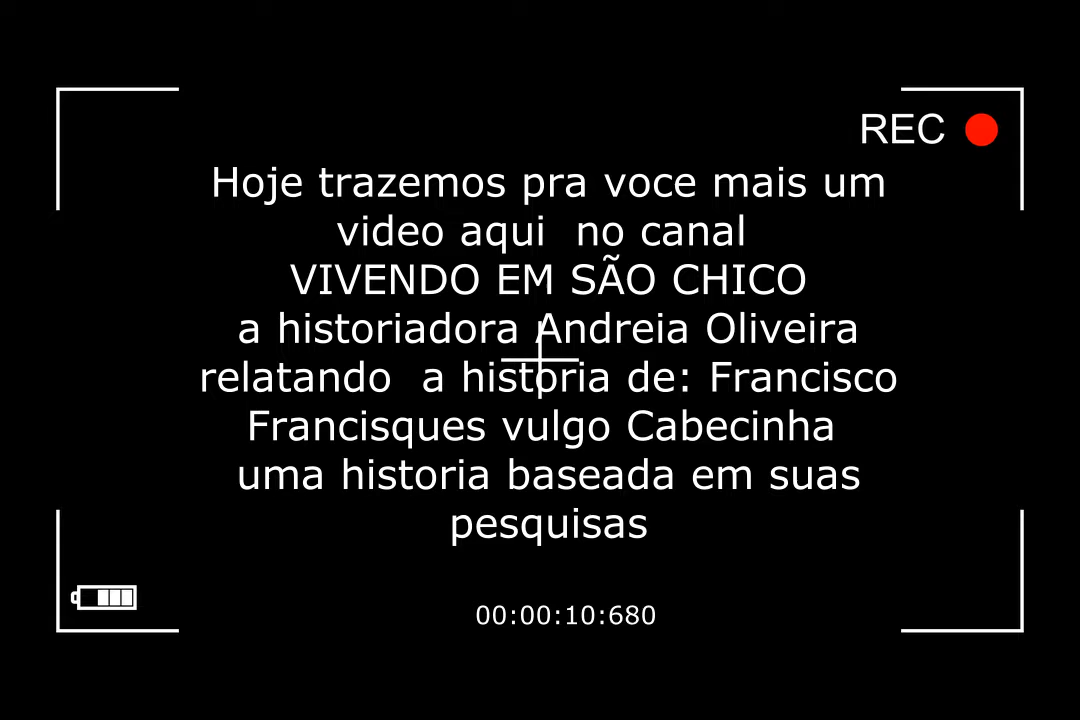 REC
Hoje trazemos pra voce mais um
video aqui  no canal
VIVENDO EM SÃO CHICO
a historiadora Andreia Oliveira
relatando  a historia de: Francisco
Francisques vulgo Cabecinha
uma historia baseada em suas
pesquisas
00:00:10:680